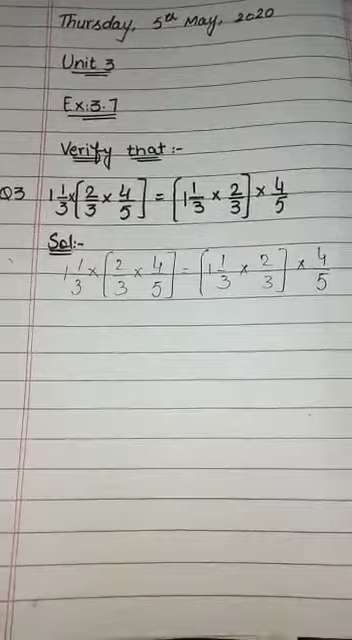 Thursday, 5th May, 2020
Unit 3
Ex:3.7
Verify that:-
Q3 1 1/3 × [2/3 × 4/5] = [1 1/3 × 2/3] × 4/5
Sol:-
1 1/3 × [2/3 × 4/5] = [1 1/3 × 2/3] × 4/5